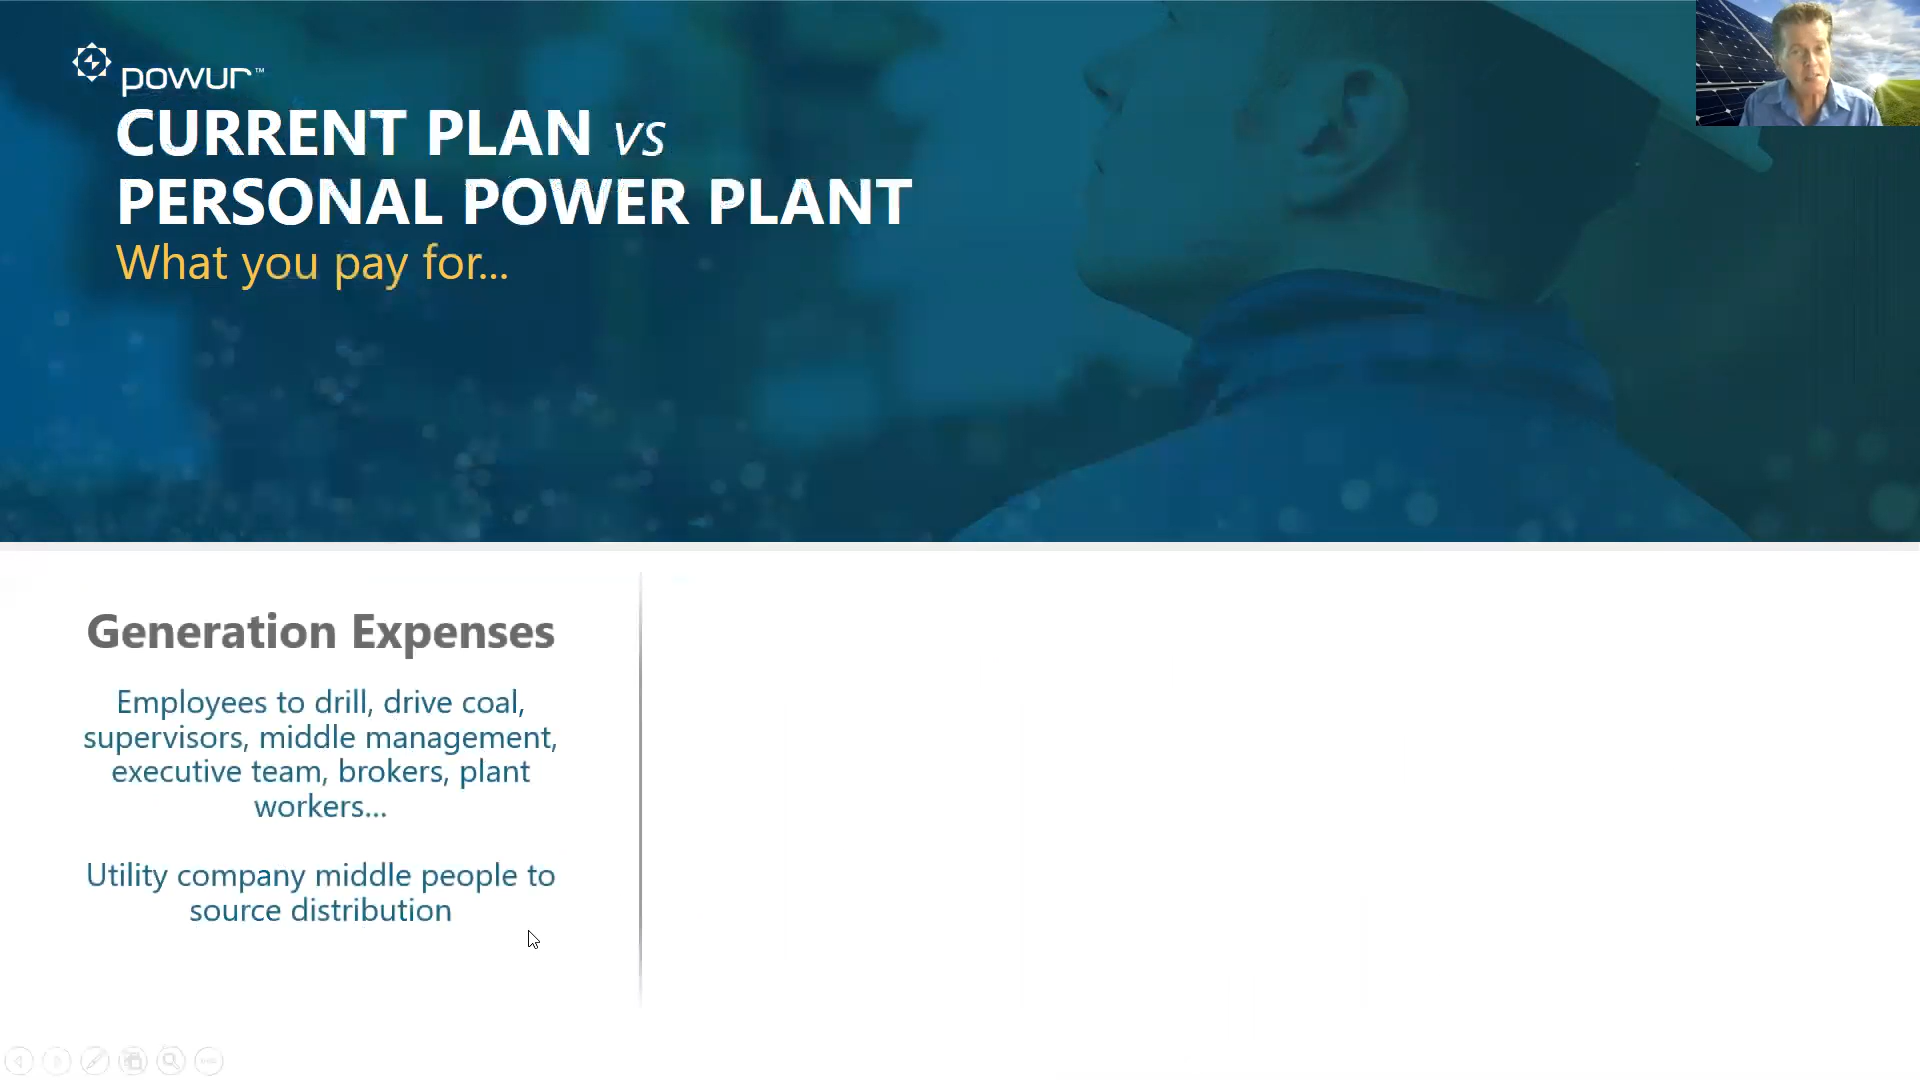 powur™
CURRENT PLAN vs
PERSONAL POWER PLANT
What you pay for...
Generation Expenses
Employees to drill, drive coal,
supervisors, middle management,
executive team, brokers, plant
workers...
Utility company middle people to
source distribution